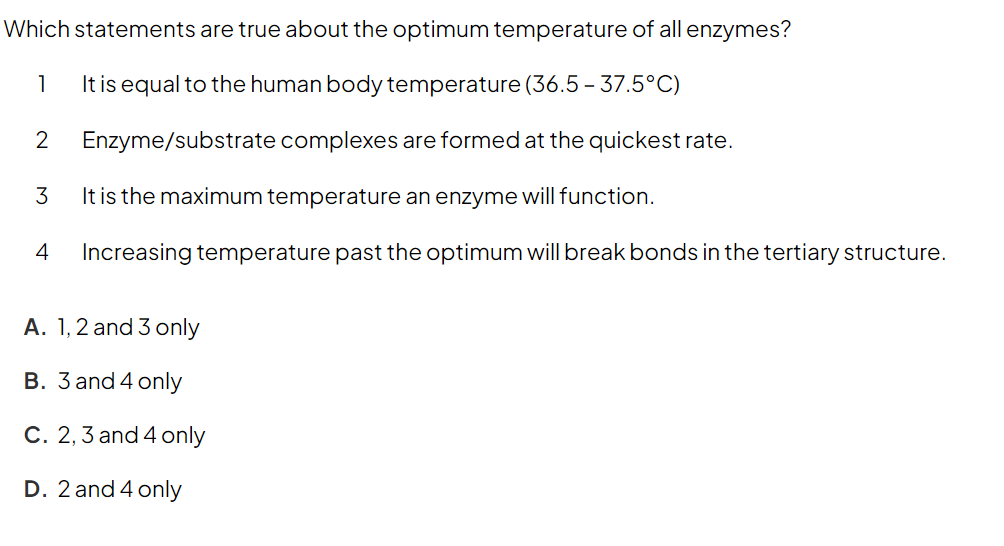 Which statements are true about the optimum temperature of all enzymes?
1 It is equal to the human body temperature (36.5 – 37.5°C)
2 Enzyme/substrate complexes are formed at the quickest rate.
3 It is the maximum temperature an enzyme will function.
4 Increasing temperature past the optimum will break bonds in the tertiary structure.
A. 1, 2 and 3 only
B. 3 and 4 only
C. 2, 3 and 4 only
D. 2 and 4 only